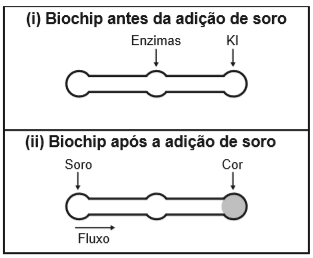 (i) Biochip antes da adição de soro
Enzimas KI
(ii) Biochip após a adição de soro
Soro Cor
Fluxo